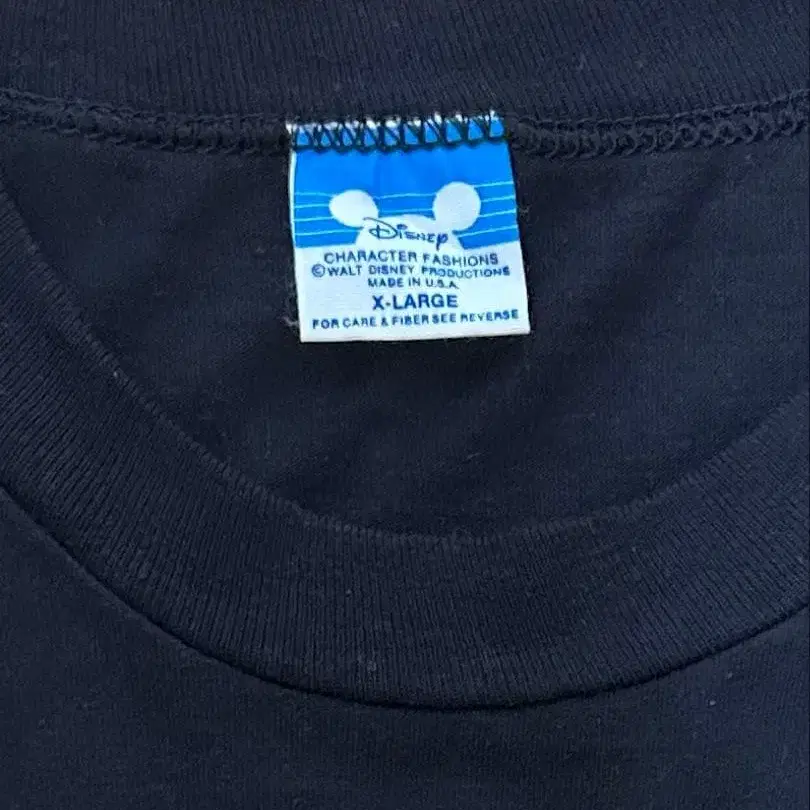 Disney
CHARACTER FASHIONS
©WALT DISNEY PRODUCTIONS
MADE IN U.S.A.
X-LARGE
FOR CARE & FIBER SEE REVERSE